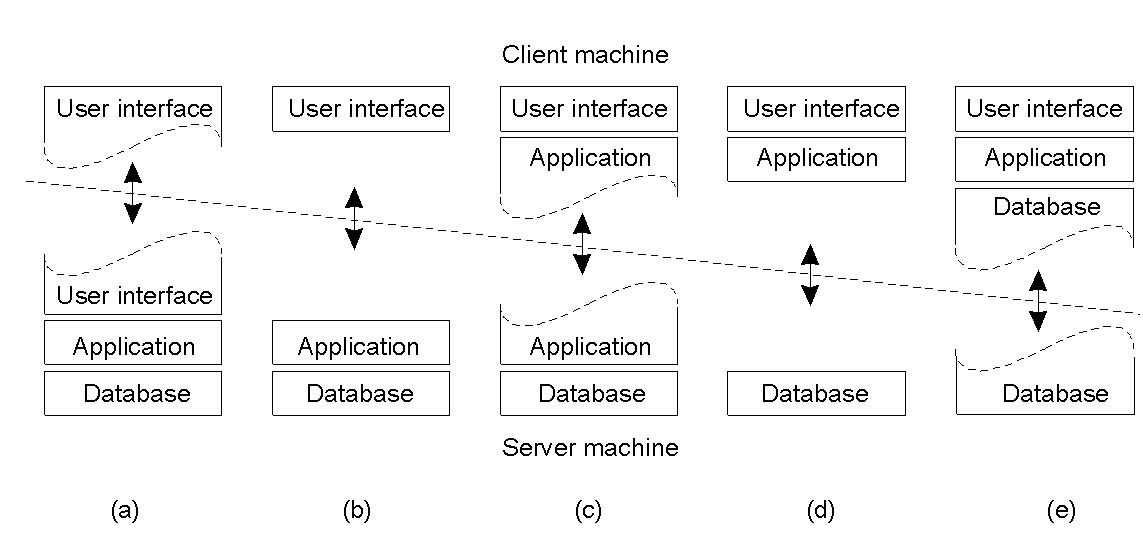 Client machine
User interface
User interface
User interface
User interface
User interface
Application
Application
Application
Database
User interface
Application
Application
Application
Database
Database
Database
Database
Database
Server machine
(a)
(b)
(c)
(d)
(e)